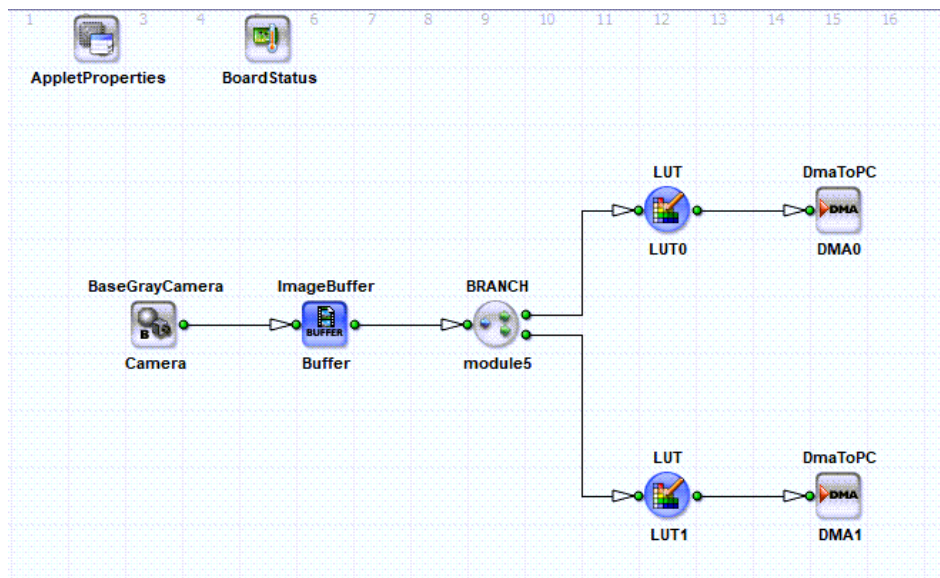 1 2 3 4 5 6 7 8 9 10 11 12 13 14 15 16
AppletProperties BoardStatus
LUT DmaToPC
DMA
LUT0 DMA0
BaseGrayCamera ImageBuffer BRANCH
B
BUFFER
Camera Buffer module5
LUT DmaToPC
DMA
LUT1 DMA1